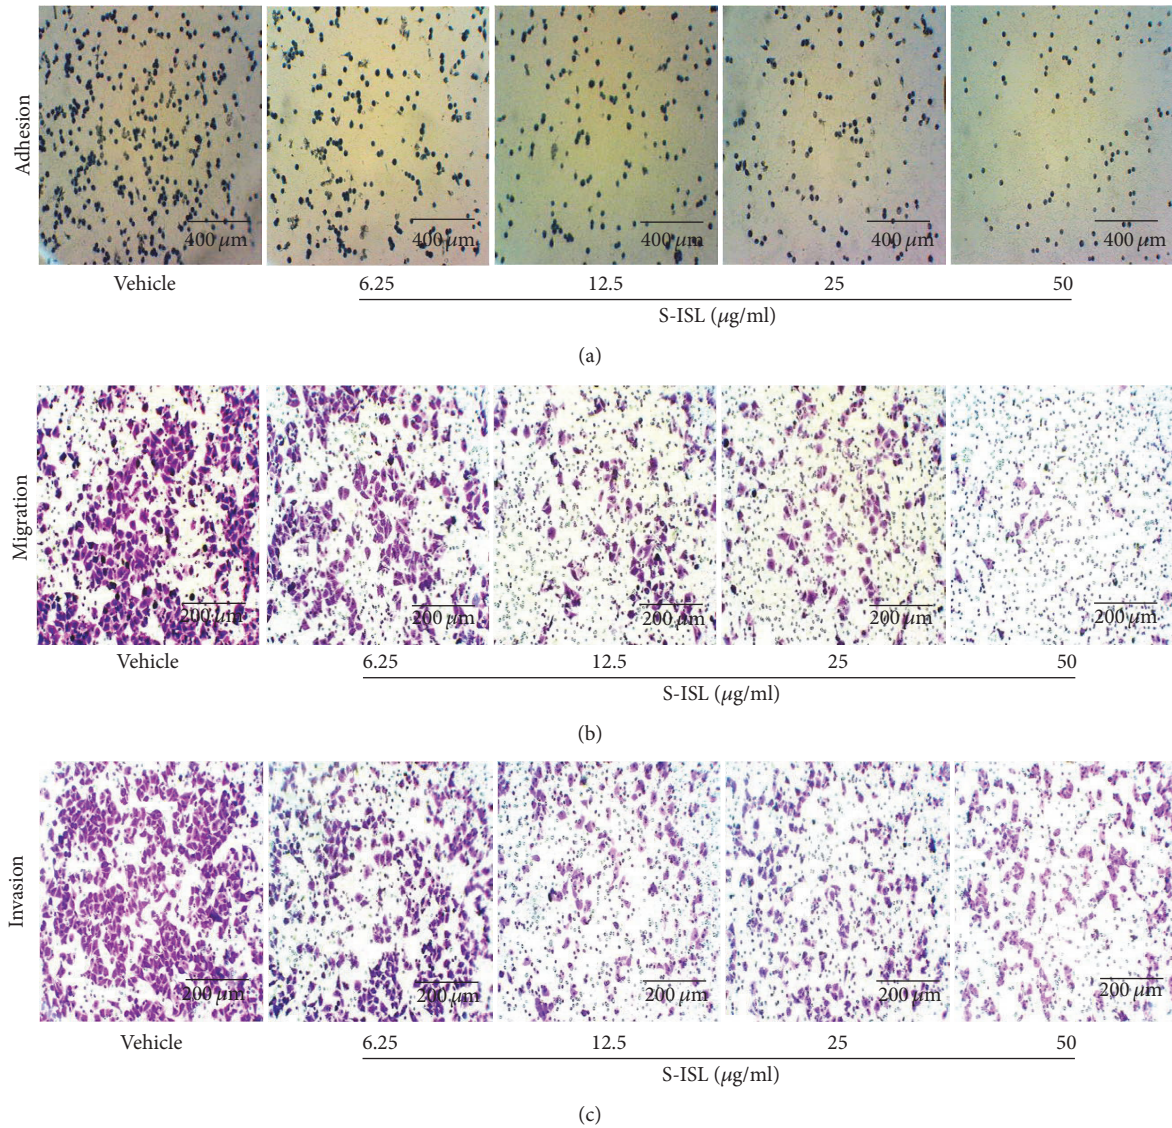 Adhesion
400 μm
400 μm
400 μm
400 μm
400 μm
Vehicle
6.25
12.5
25
50
S-ISL (μg/ml)
(a)
Migration
200 μm
200 μm
200 μm
200 μm
200 μm
Vehicle
6.25
12.5
25
50
S-ISL (μg/ml)
(b)
Invasion
200 μm
200 μm
200 μm
200 μm
200 μm
Vehicle
6.25
12.5
25
50
S-ISL (μg/ml)
(c)